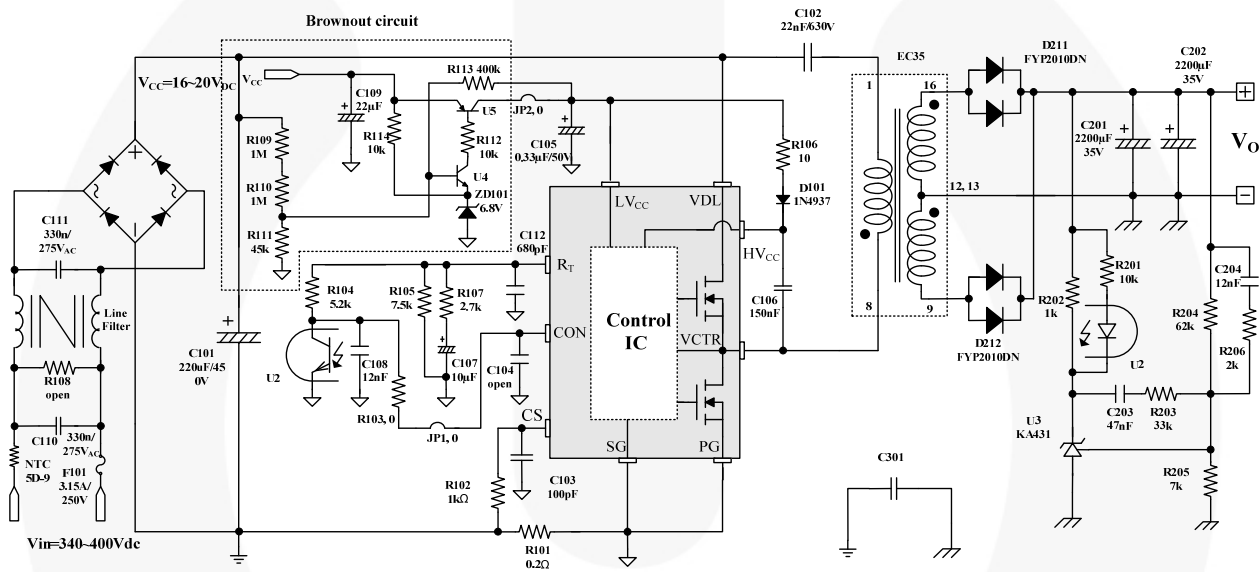 Brownout circuit
C102
22nF/630V
V_CC=16~20V_DC
V_CC
C109
22µF
R113 400k
U5
JP2, 0
R114
10k
R112
10k
U4
ZD101
6.8V
C105
0.33µF/50V
R109
1M
R110
1M
R111
45k
R106
10
D101
1N4937
EC35
1
16
12, 13
8
9
D211
FYP2010DN
D212
FYP2010DN
C202
2200µF
35V
C201
2200µF
35V
+
V_O
-
C111
330n/
275V_AC
Line
Filter
R108
open
C110
330n/
275V_AC
NTC
5D-9
F101
3.15A/
250V
Vin=340~400Vdc
C101
220uF/45
0V
R104
5.2k
U2
C108
12nF
R103, 0
JP1, 0
R105
7.5k
R107
2.7k
C107
10µF
C112
680pF
C104
open
R_T
CON
CS
LV_CC
VDL
HV_CC
VCTR
SG
PG
Control
IC
C106
150nF
R102
1kΩ
C103
100pF
R101
0.2Ω
R201
10k
R202
1k
U2
C204
12nF
R204
62k
R206
2k
C203
47nF
R203
33k
U3
KA431
R205
7k
C301